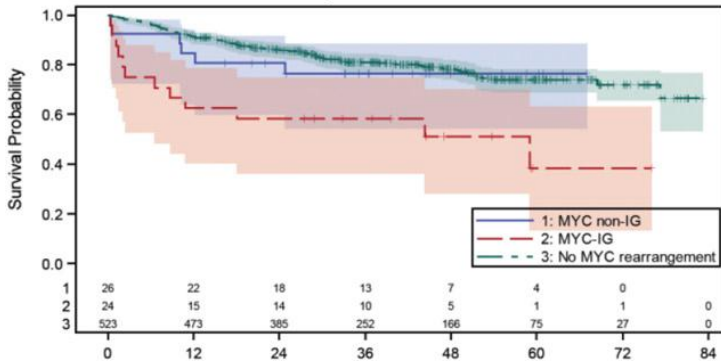 Survival Probability
1.0
0.8
0.6
0.4
0.2
0.0
1: MYC non-IG
2: MYC-IG
3: No MYC rearrangement
1 26 22 18 13 7 4 0
2 24 15 14 10 5 1 1 0
3 523 473 385 252 166 75 27 0
0 12 24 36 48 60 72 84